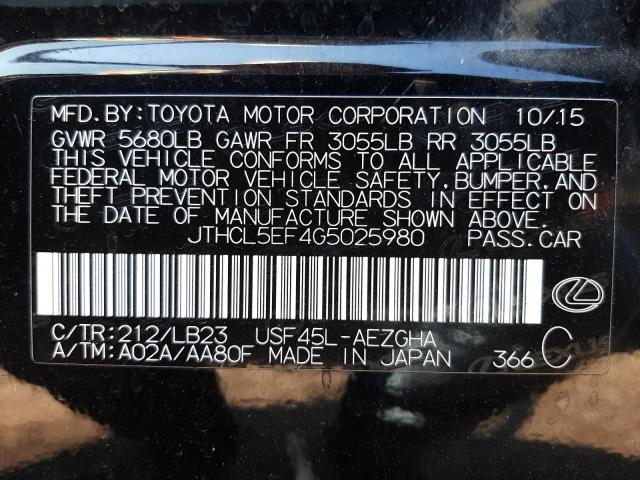 MFD.BY:TOYOTA MOTOR CORPORATION 10/15
GVWR 5680LB GAWR FR 3055LB RR 3055LB
THIS VEHICLE CONFORMS TO ALL APPLICABLE
FEDERAL MOTOR VEHICLE SAFETY,BUMPER,AND
THEFT PREVENTION STANDARDS IN EFFECT ON
THE DATE OF MANUFACTURE SHOWN ABOVE.
JTHCL5EF4G5025980 PASS.CAR
C/TR:212/LB23 USF45L-AEZGHA
A/TM:A02A/AA80F MADE IN JAPAN 366 C